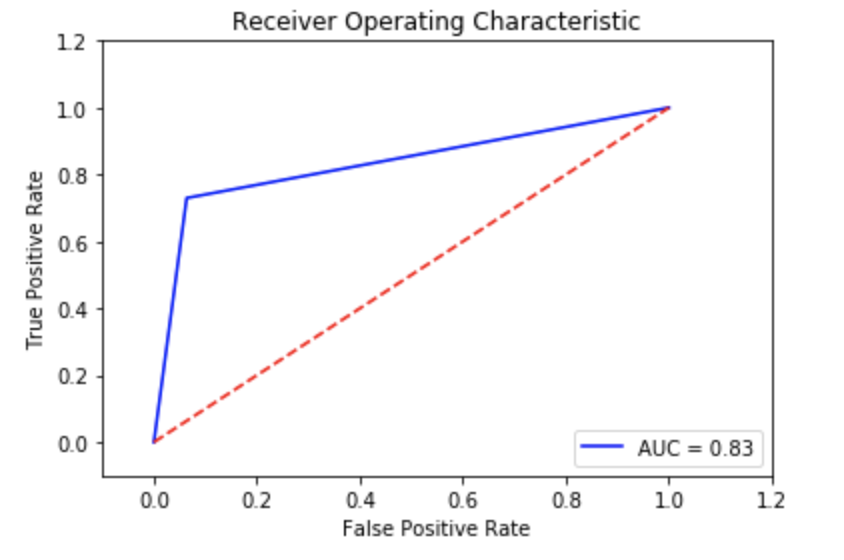 Receiver Operating Characteristic
1.2
1.0
0.8
0.6
0.4
0.2
0.0
True Positive Rate
AUC = 0.83
0.0 0.2 0.4 0.6 0.8 1.0 1.2
False Positive Rate